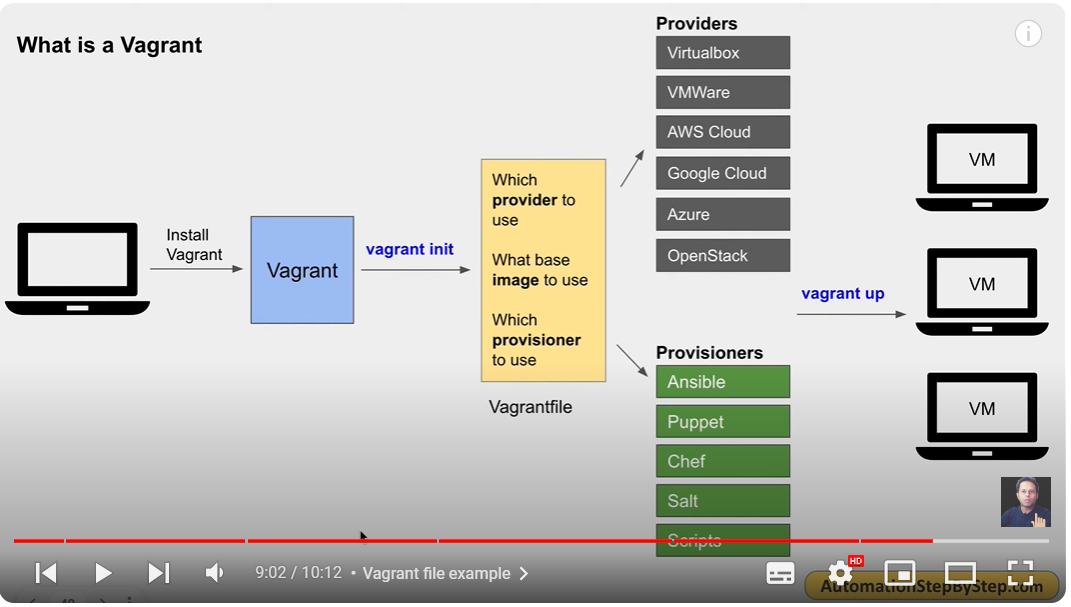 What is a Vagrant
Install
Vagrant
Vagrant
vagrant init
Which
provider to
use
What base
image to use
Which
provisioner
to use
Vagrantfile
Providers
Virtualbox
VMWare
AWS Cloud
Google Cloud
Azure
OpenStack
Provisioners
Ansible
Puppet
Chef
Salt
Scripts
vagrant up
VM
VM
VM
9:02 / 10:12 • Vagrant file example
HD
AutomationStepByStep.com